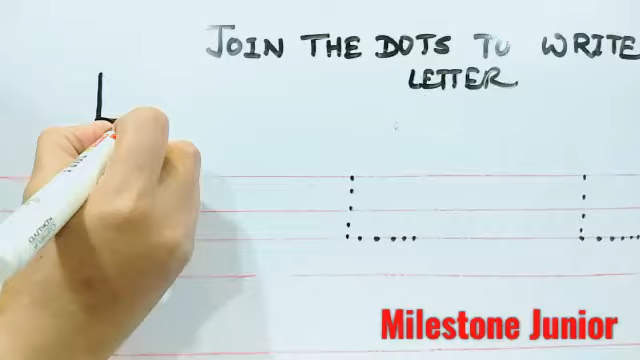 JOIN THE DOTS TO WRITE
LETTER
L
L
L
Milestone Junior